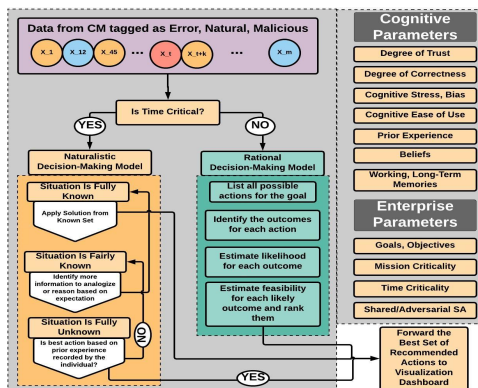 Data from CM tagged as Error, Natural, Malicious
X_1
X_12
X_45
...
X_t
X_t+k
...
X_m
Is Time Critical?
YES
NO
Naturalistic
Decision-Making Model
Situation Is Fully
Known
Apply Solution from
Known Set
Situation Is Fairly
Known
Identify more
information to analogize
or reason based on
expectation
Situation Is Fully
Unknown
Is best action based on
prior experience
recorded by the
individual?
NO
YES
Rational
Decision-Making Model
List all possible
actions for the goal
Identify the outcomes
for each action
Estimate likelihood
for each outcome
Estimate feasibility
for each likely
outcome and rank
them
Cognitive
Parameters
Degree of Trust
Degree of Correctness
Cognitive Stress, Bias
Cognitive Ease of Use
Prior Experience
Beliefs
Working, Long-Term
Memories
Enterprise
Parameters
Goals, Objectives
Mission Criticality
Time Criticality
Shared/Adversarial SA
Forward the
Best Set of
Recommended
Actions to
Visualization
Dashboard